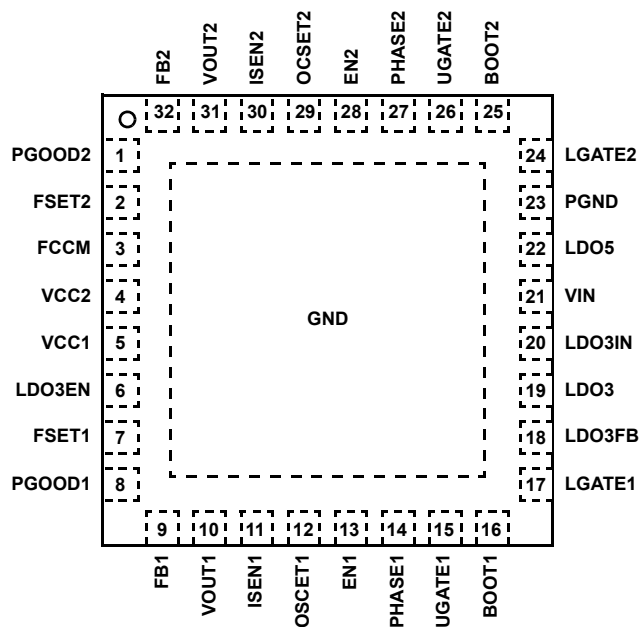 FB2
VOUT2
ISEN2
OCSET2
EN2
PHASE2
UGATE2
BOOT2
32
31
30
29
28
27
26
25
PGOOD2
1
24
LGATE2
FSET2
2
23
PGND
FCCM
3
22
LDO5
VCC2
4
21
VIN
GND
VCC1
5
20
LDO3IN
LDO3EN
6
19
LDO3
FSET1
7
18
LDO3FB
PGOOD1
8
17
LGATE1
9
10
11
12
13
14
15
16
FB1
VOUT1
ISEN1
OSCET1
EN1
PHASE1
UGATE1
BOOT1